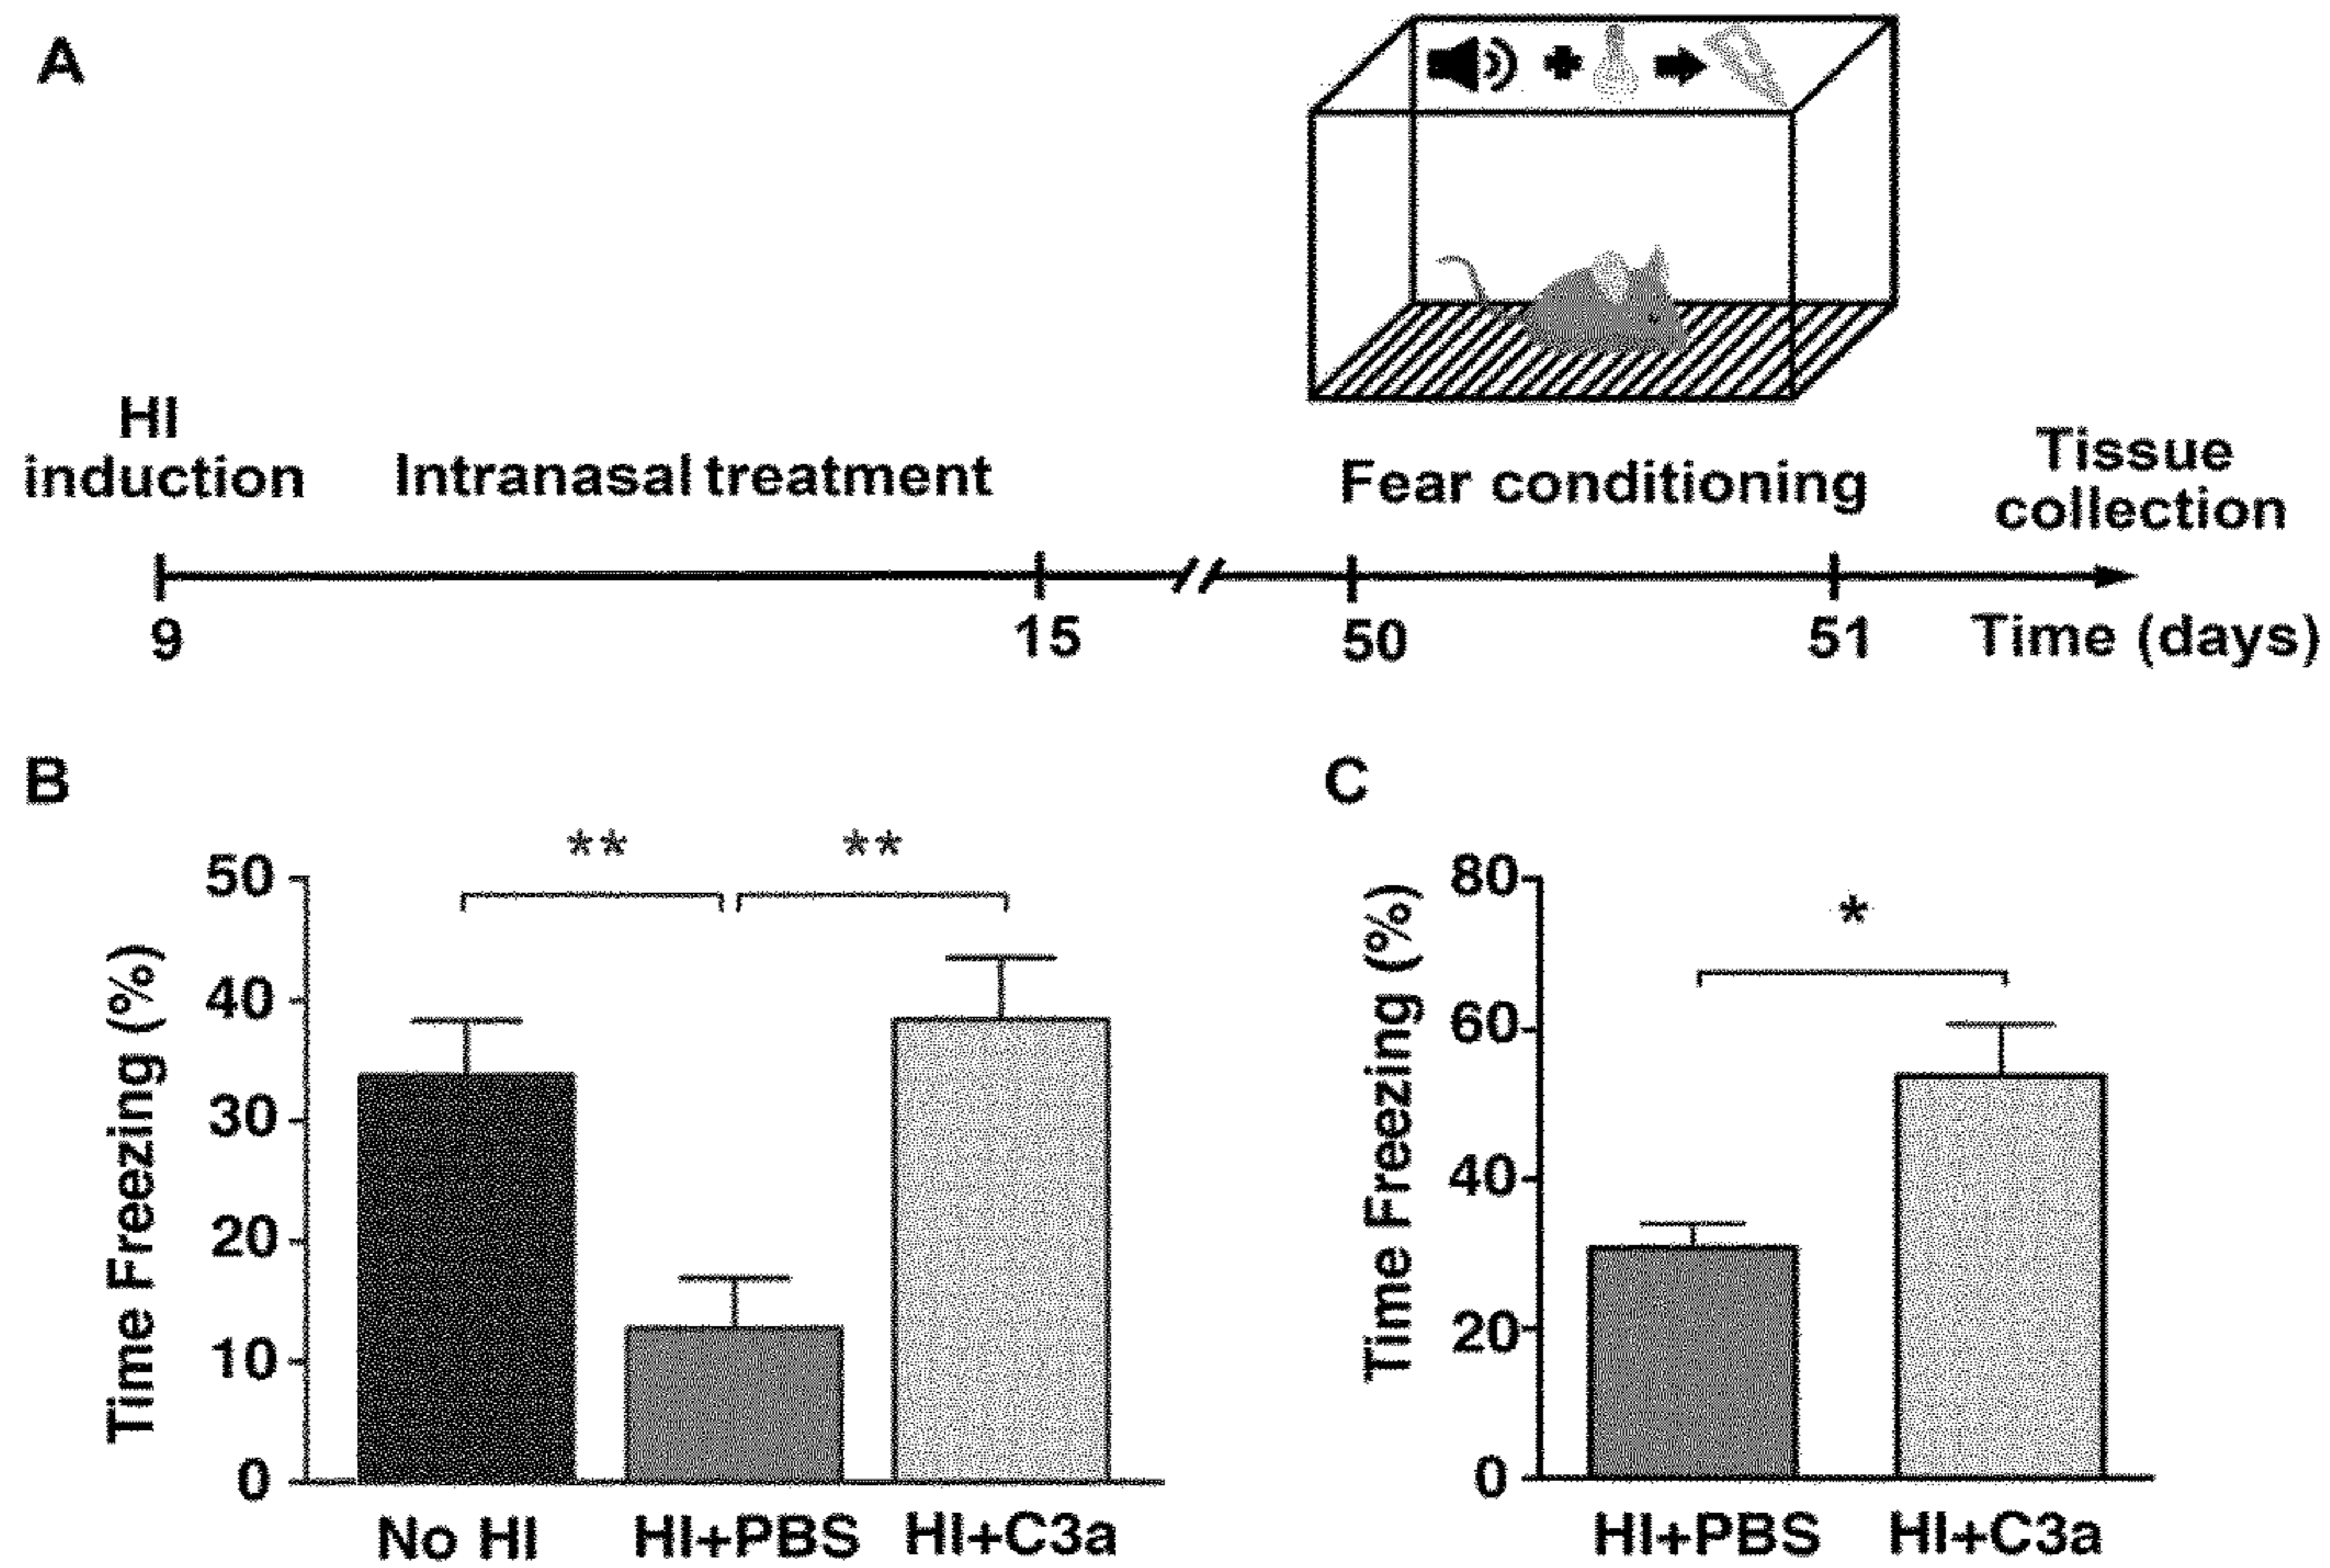 A
HI
induction
Intranasal treatment
Fear conditioning
Tissue
collection
9
15
50
51
Time (days)
B
**
**
50
40
30
20
10
0
Time Freezing (%)
No HI
HI+PBS
HI+C3a
C
*
80
60
40
20
0
Time Freezing (%)
HI+PBS
HI+C3a